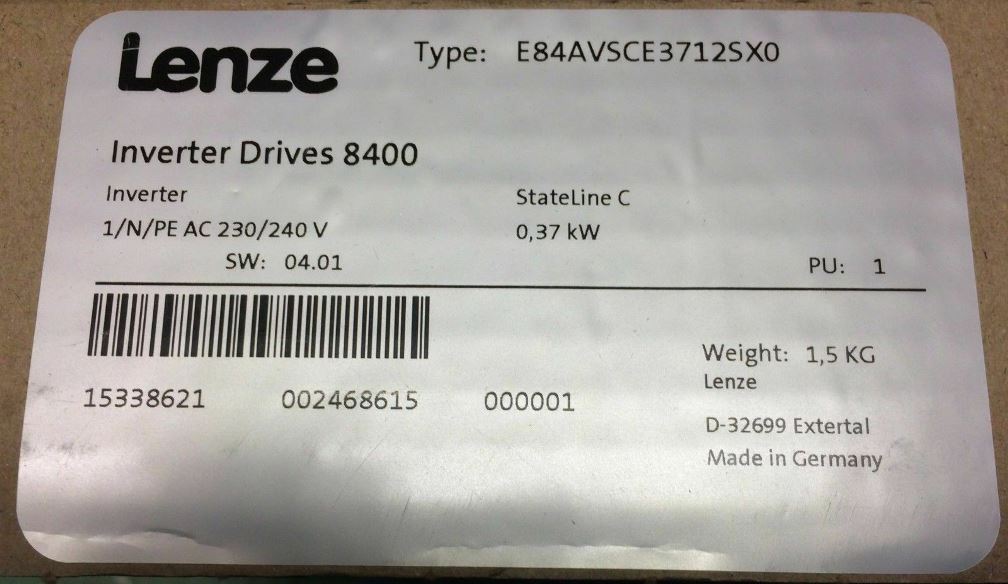 Lenze
Type: E84AVSCE3712SX0
Inverter Drives 8400
Inverter StateLine C
1/N/PE AC 230/240 V 0,37 kW
SW: 04.01 PU: 1
15338621 002468615 000001
Weight: 1,5 KG
Lenze
D-32699 Extertal
Made in Germany